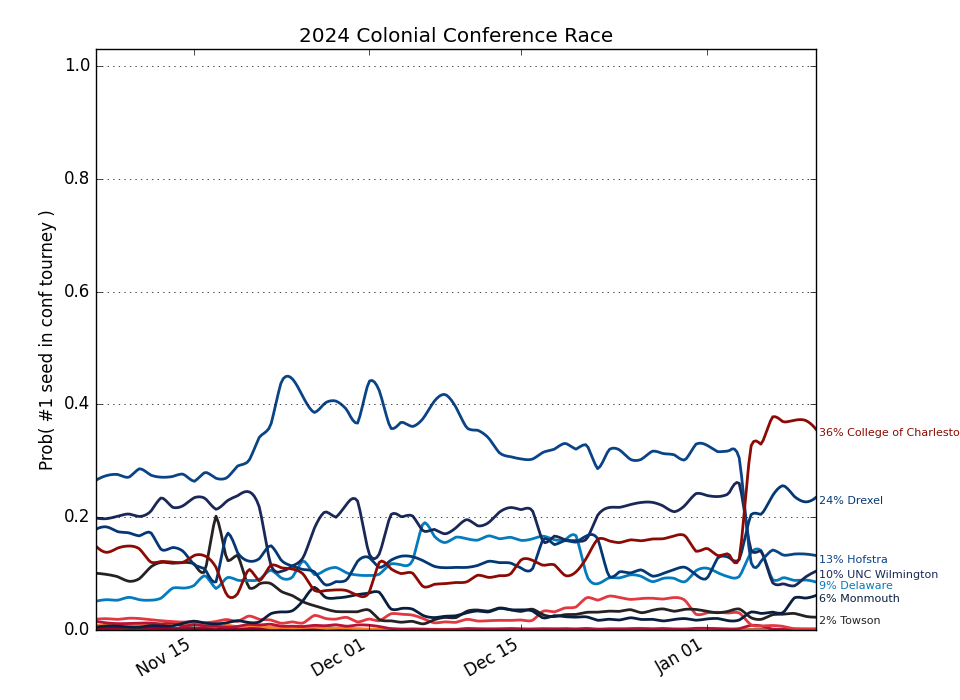 2024 Colonial Conference Race
Prob( #1 seed in conf tourney )
1.0
0.8
0.6
0.4
0.2
0.0
Nov 15
Dec 01
Dec 15
Jan 01
36% College of Charlesto
24% Drexel
13% Hofstra
10% UNC Wilmington
9% Delaware
6% Monmouth
2% Towson